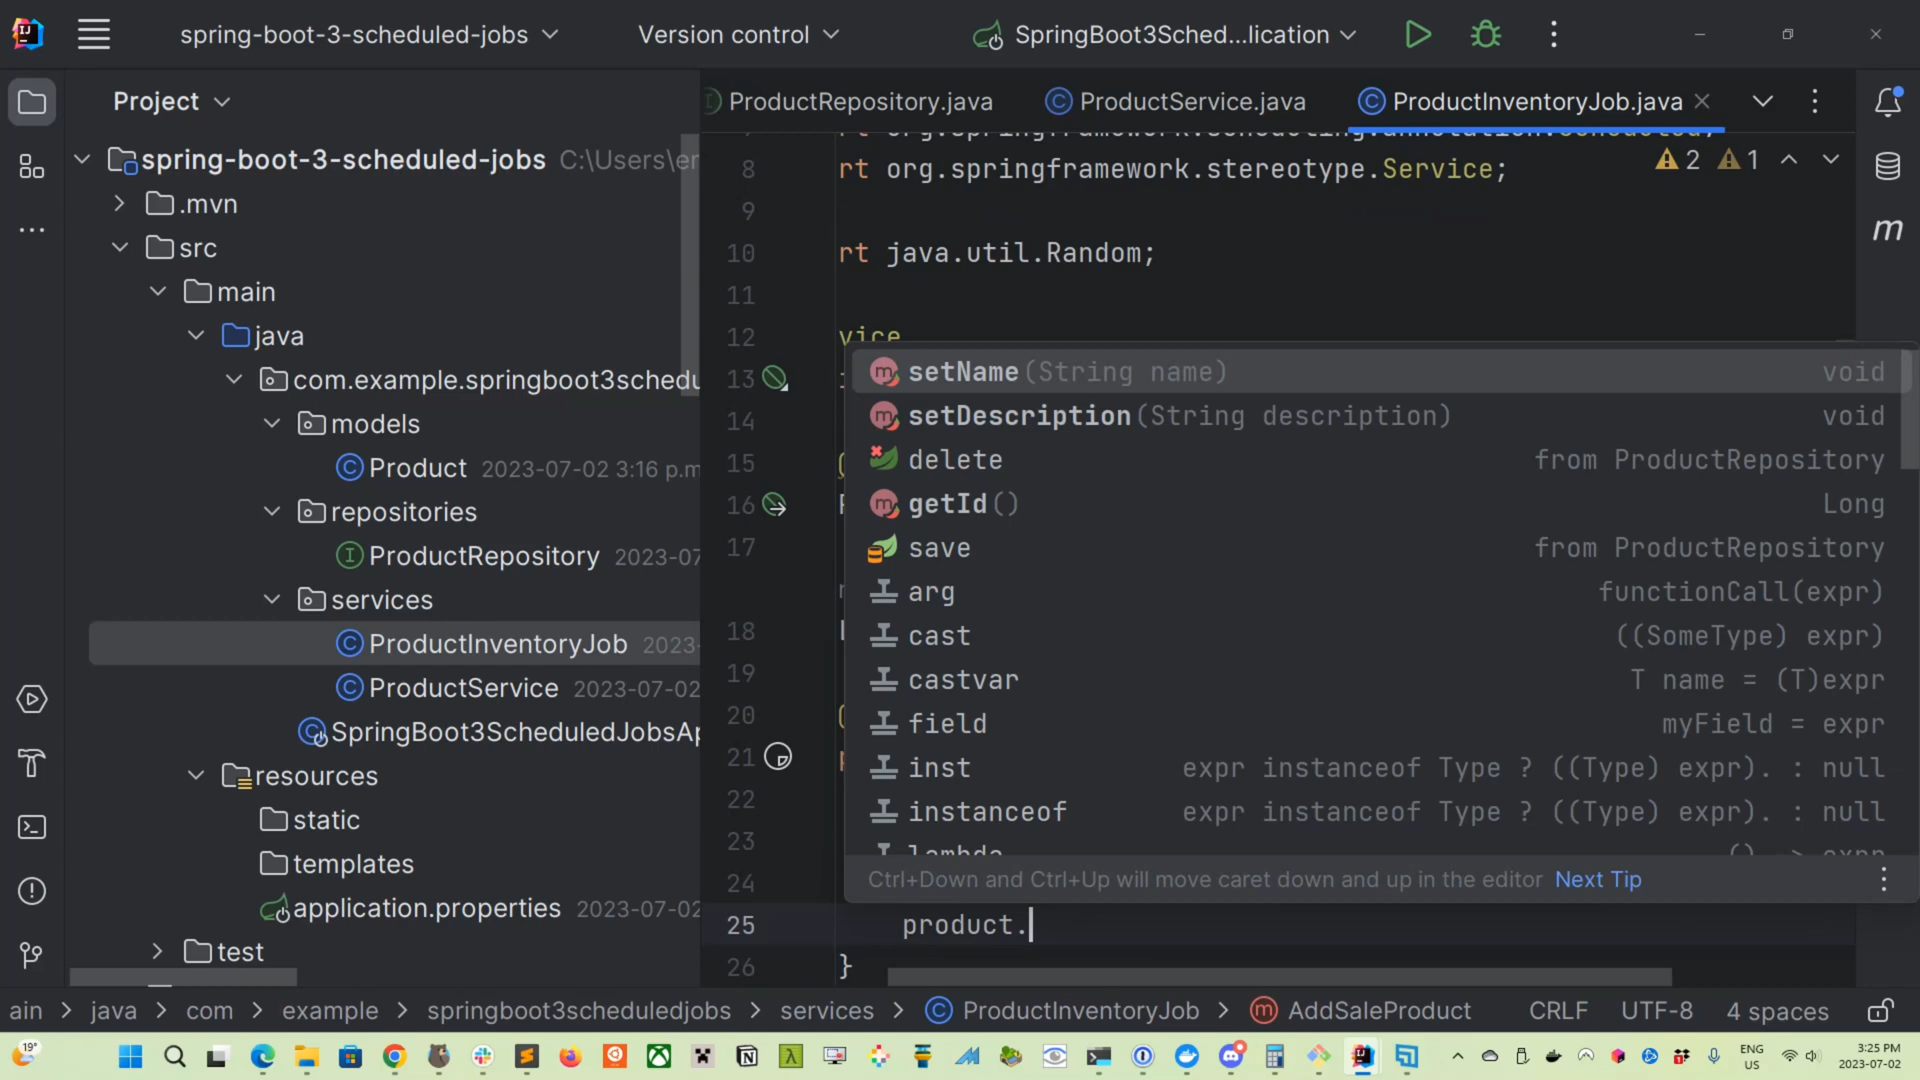 spring-boot-3-scheduled-jobs
Version control
SpringBoot3Sched...lication
Project
ProductRepository.java
ProductService.java
ProductInventoryJob.java
spring-boot-3-scheduled-jobs C:\Users\er
.mvn
src
main
java
com.example.springboot3schedu
models
Product 2023-07-02 3:16 p.m
repositories
ProductRepository 2023-07
services
ProductInventoryJob 2023-
ProductService 2023-07-02
SpringBoot3ScheduledJobsAp
resources
static
templates
application.properties 2023-07-02
test
2 1
8 rt org.springframework.stereotype.Service;
9
10 rt java.util.Random;
11
12 vice
13
14
15
16
17
18
19
20
21
22
23
24
25 product.
26 }
setName(String name) void
setDescription(String description) void
delete from ProductRepository
getId() Long
save from ProductRepository
arg functionCall(expr)
cast ((SomeType) expr)
castvar T name = (T)expr
field myField = expr
inst expr instanceof Type ? ((Type) expr). : null
instanceof expr instanceof Type ? ((Type) expr). : null
lambda () -> expr
Ctrl+Down and Ctrl+Up will move caret down and up in the editor Next Tip
ain > java > com > example > springboot3scheduledjobs > services > ProductInventoryJob > AddSaleProduct CRLF UTF-8 4 spaces
19°
ENG
US
3:25 PM
2023-07-02